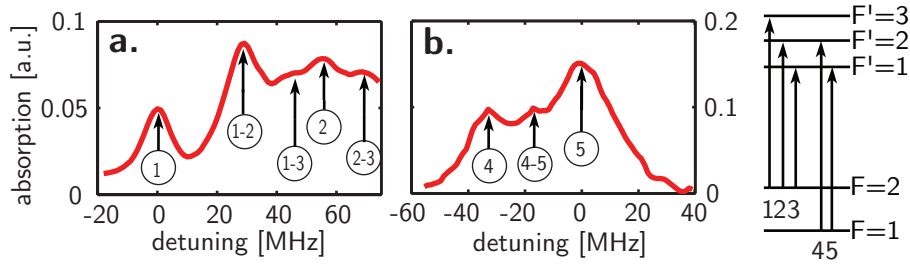 absorption [a.u.]
a.
0.1
0.05
0
1
1-2
1-3
2
2-3
-20 0 20 40 60
detuning [MHz]
b.
0.2
0.1
0
4
4-5
5
-60 -40 -20 0 20 40
detuning [MHz]
F'=3
F'=2
F'=1
F=2
123
F=1
45